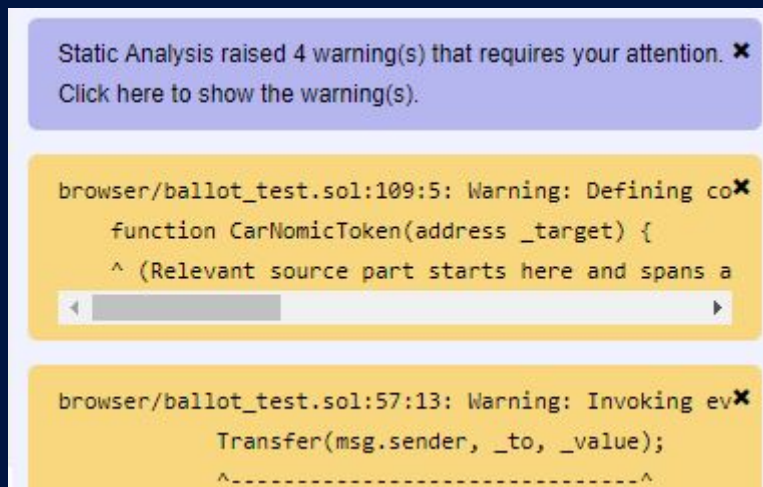 Static Analysis raised 4 warning(s) that requires your attention. ✖
Click here to show the warning(s).
browser/ballot_test.sol:109:5: Warning: Defining co✖
function CarNomicToken(address _target) {
^ (Relevant source part starts here and spans a
browser/ballot_test.sol:57:13: Warning: Invoking ev✖
Transfer(msg.sender, _to, _value);
^-------------------------------^